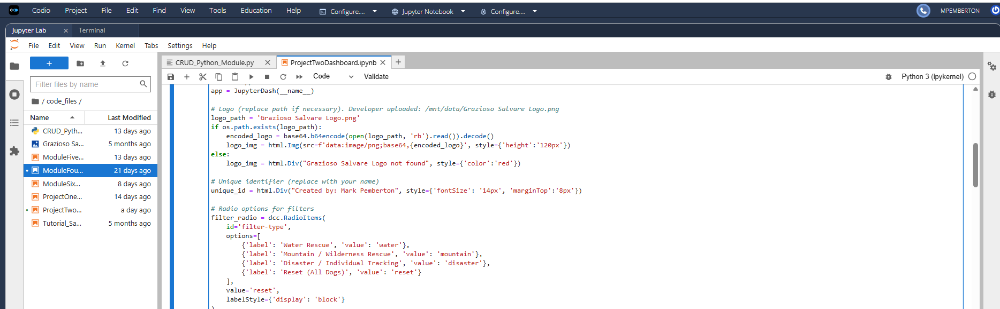 Codio Project File Edit Find View Tools Education Help Configure.... Jupyter Notebook Configure.... MPEMBERTON
Jupyter Lab Terminal
File Edit View Run Kernel Tabs Settings Help
CRUD_Python_Module.py ProjectTwoDashboard.ipynb
Code Validate Python 3 (ipykernel)
Filter files by name
/ code_files /
Name Last Modified
CRUD_Pyth... 13 days ago
Grazioso Sa... 5 months ago
ModuleFive... 13 days ago
ModuleFou... 21 days ago
ModuleSix... 8 days ago
ProjectOne... 14 days ago
ProjectTwo... a day ago
Tutorial_Sa... 5 months ago
app = JupyterDash(__name__)
# Logo (replace path if necessary). Developer uploaded: /mnt/data/Grazioso Salvare Logo.png
logo_path = 'Grazioso Salvare Logo.png'
if os.path.exists(logo_path):
    encoded_logo = base64.b64encode(open(logo_path, 'rb').read()).decode()
    logo_img = html.Img(src=f'data:image/png;base64,{encoded_logo}', style={'height':'120px'})
else:
    logo_img = html.Div("Grazioso Salvare Logo not found", style={'color':'red'})
# Unique identifier (replace with your name)
unique_id = html.Div("Created by: Mark Pemberton", style={'fontSize': '14px', 'marginTop':'8px'})
# Radio options for filters
filter_radio = dcc.RadioItems(
    id='filter-type',
    options=[
        {'label': 'Water Rescue', 'value': 'water'},
        {'label': 'Mountain / Wilderness Rescue', 'value': 'mountain'},
        {'label': 'Disaster / Individual Tracking', 'value': 'disaster'},
        {'label': 'Reset (All Dogs)', 'value': 'reset'}
    ],
    value='reset',
    labelStyle={'display': 'block'}